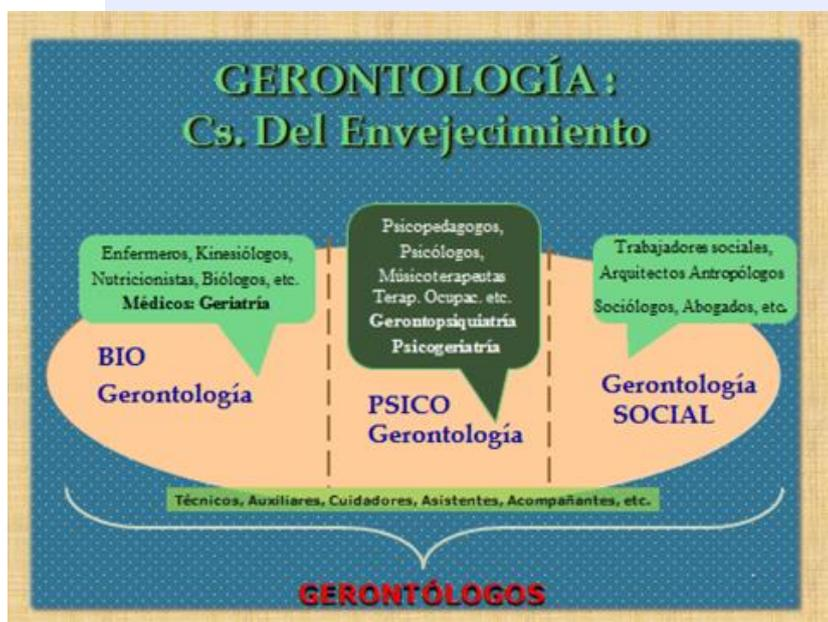 GERONTOLOGÍA :
Cs. Del Envejecimiento
Enfermeros, Kinesiólogos,
Nutricionistas, Biólogos, etc.
Médicos: Geriatría
BIO
Gerontología
Psicopedagogos,
Psicólogos,
Músicoterapeutas
Terap. Ocupac. etc.
Gerontopsiquiatría
Psicogeriatría
PSICO
Gerontología
Trabajadores sociales,
Arquitectos Antropólogos
Sociólogos, Abogados, etc.
Gerontología
SOCIAL
Técnicos, Auxiliares, Cuidadores, Asistentes, Acompañantes, etc.
GERONTÓLOGOS